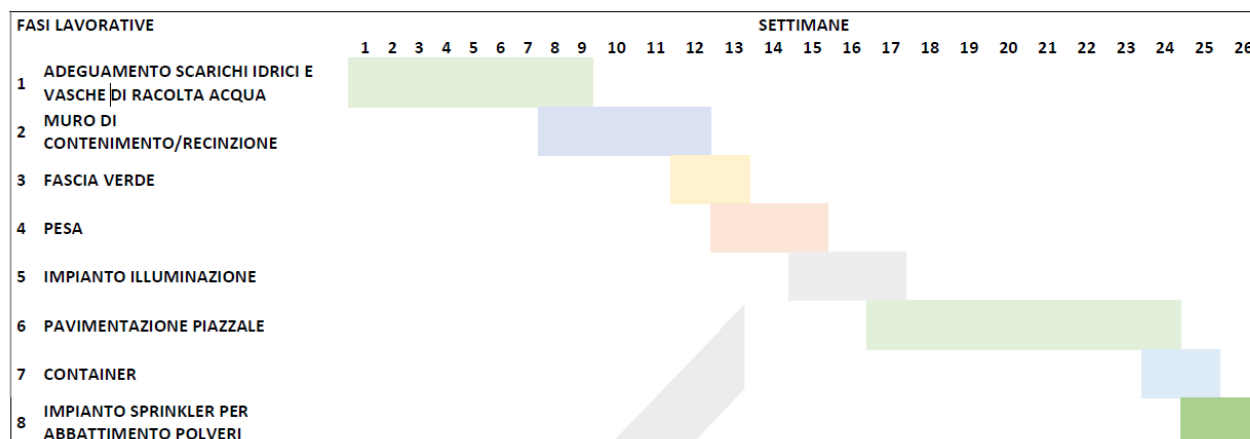 FASI LAVORATIVE SETTIMANE
1 2 3 4 5 6 7 8 9 10 11 12 13 14 15 16 17 18 19 20 21 22 23 24 25 26
1 ADEGUAMENTO SCARICHI IDRICI E
VASCHE DI RACOLTA ACQUA
2 MURO DI
CONTENIMENTO/RECINZIONE
3 FASCIA VERDE
4 PESA
5 IMPIANTO ILLUMINAZIONE
6 PAVIMENTAZIONE PIAZZALE
7 CONTAINER
8 IMPIANTO SPRINKLER PER
ABBATTIMENTO POLVERI